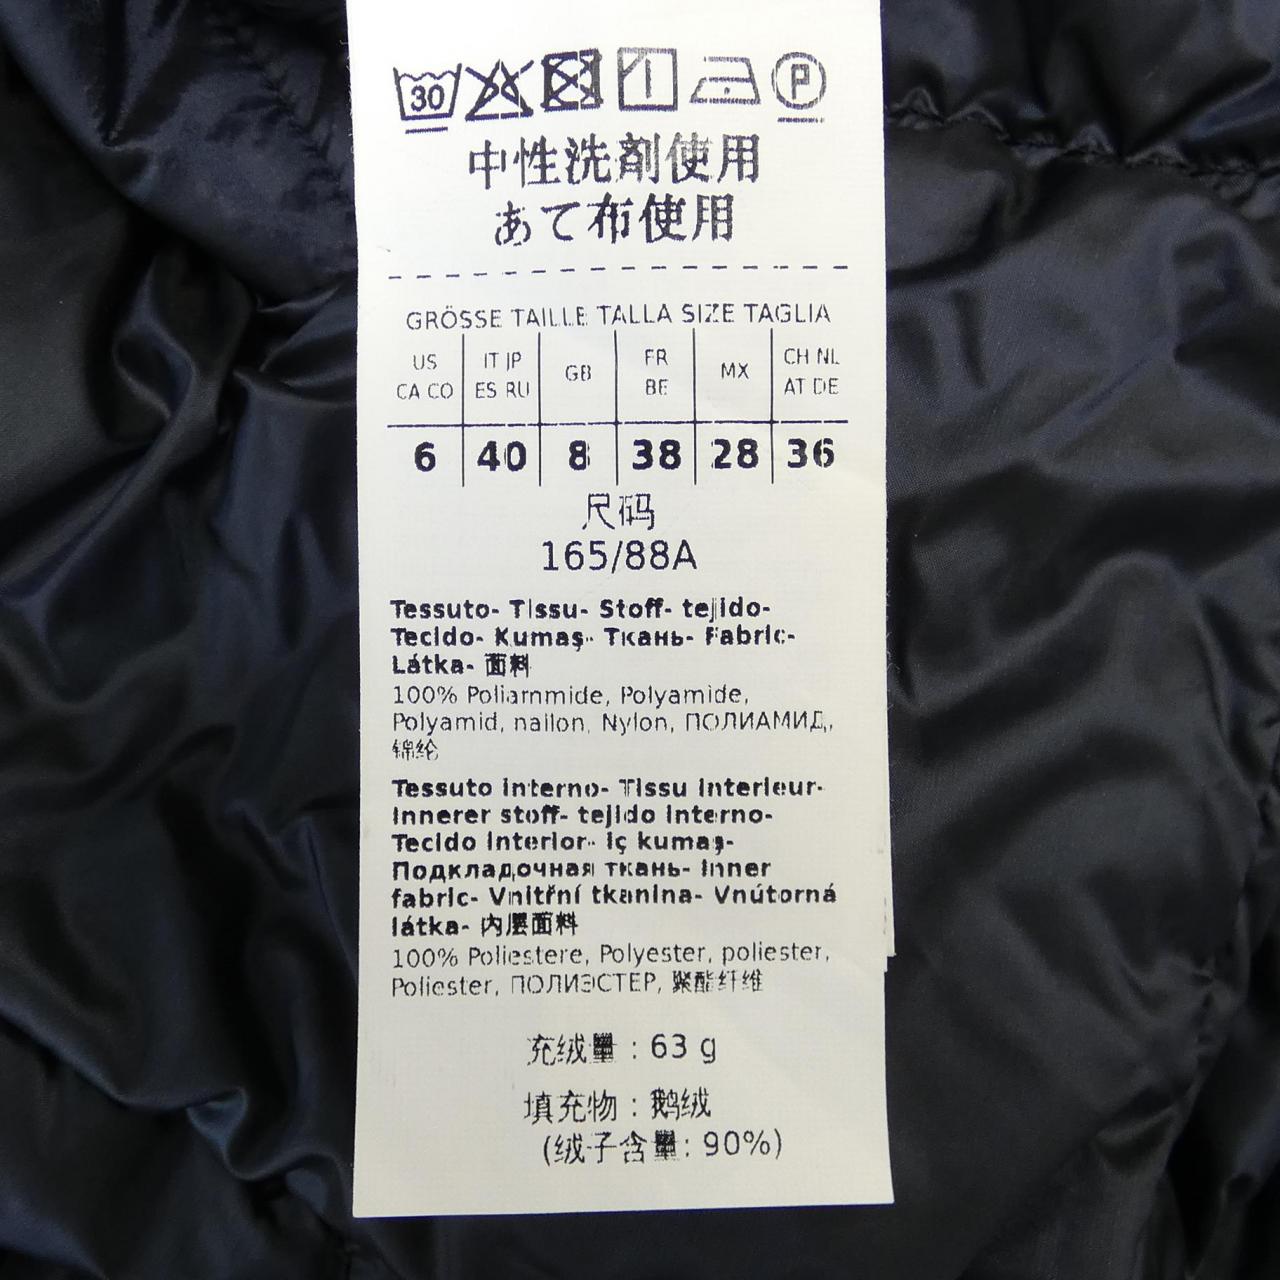 30 P
中性洗剤使用
あて布使用
GRÖSSE TAILLE TALLA SIZE TAGLIA
US CA CO IT JP ES RU GB FR BE MX CH NL AT DE
6 40 8 38 28 36
尺码
165/88A
Tessuto- Tissu- Stoff- tejido-
Tecido- Kumaş- Ткань- Fabric-
Látka- 面料
100% Poliammide, Polyamide,
Polyamid, nailon, Nylon, ПОЛИАМИД,
锦纶
Tessuto interno- Tissu interieur-
Innerer stoff- tejido interno-
Tecido interior- iç kumaş-
Подкладочная ткань- Inner
fabric- Vnitřní tkanina- Vnútorná
látka- 内层面料
100% Poliestere, Polyester, poliester,
Poliester, ПОЛИЭСТЕР, 聚酯纤维
充绒量 : 63 g
填充物 : 鹅绒
(绒子含量: 90%)